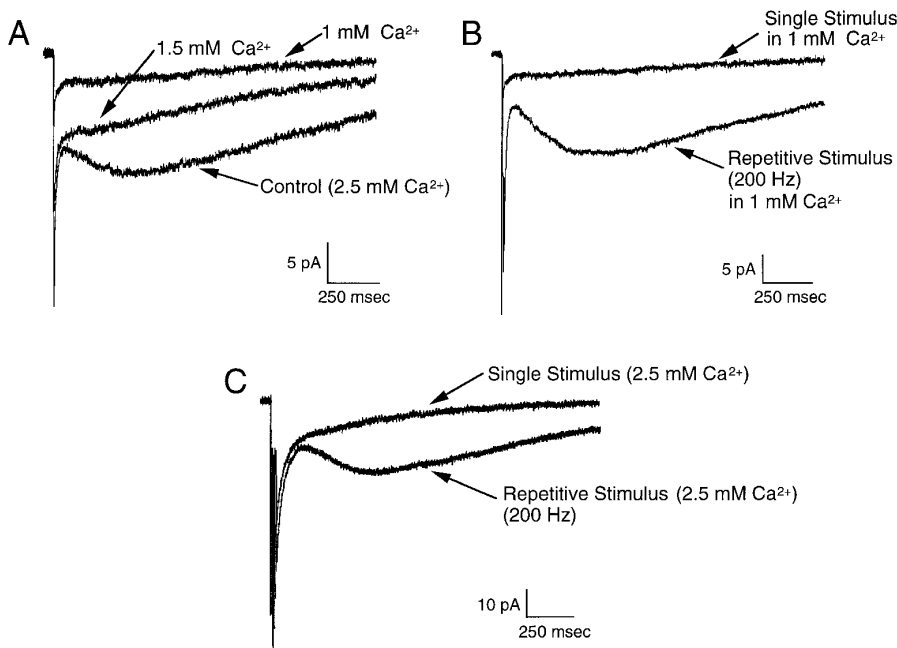 A
1.5 mM Ca²⁺
1 mM Ca²⁺
Control (2.5 mM Ca²⁺)
5 pA
250 msec
B
Single Stimulus
in 1 mM Ca²⁺
Repetitive Stimulus
(200 Hz)
in 1 mM Ca²⁺
5 pA
250 msec
C
Single Stimulus (2.5 mM Ca²⁺)
Repetitive Stimulus (2.5 mM Ca²⁺)
(200 Hz)
10 pA
250 msec